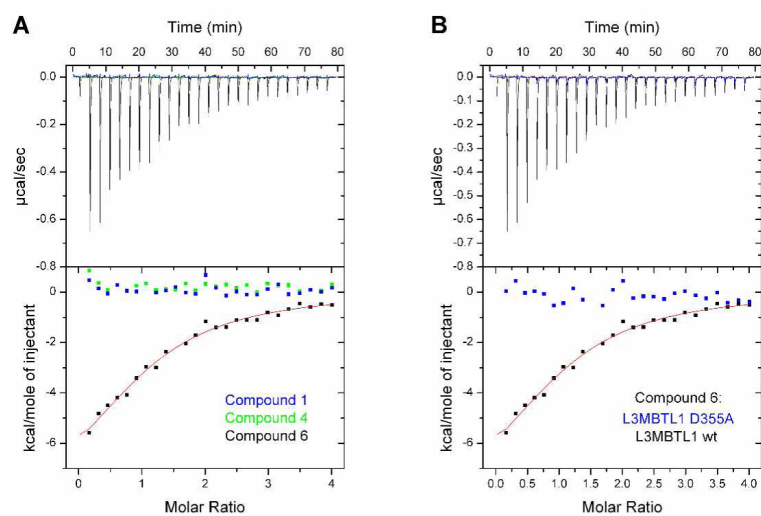 A
Time (min)
0 10 20 30 40 50 60 70 80
0.0
-0.2
-0.4
-0.6
-0.8
µcal/sec
0
-2
-4
-6
kcal/mole of injectant
Compound 1
Compound 4
Compound 6
0 1 2 3 4
Molar Ratio
B
Time (min)
0 10 20 30 40 50 60 70 80
0.0
-0.1
-0.2
-0.3
-0.4
-0.5
-0.6
-0.7
-0.8
µcal/sec
0
-2
-4
-6
kcal/mole of injectant
Compound 6:
L3MBTL1 D355A
L3MBTL1 wt
0.0 0.5 1.0 1.5 2.0 2.5 3.0 3.5 4.0
Molar Ratio